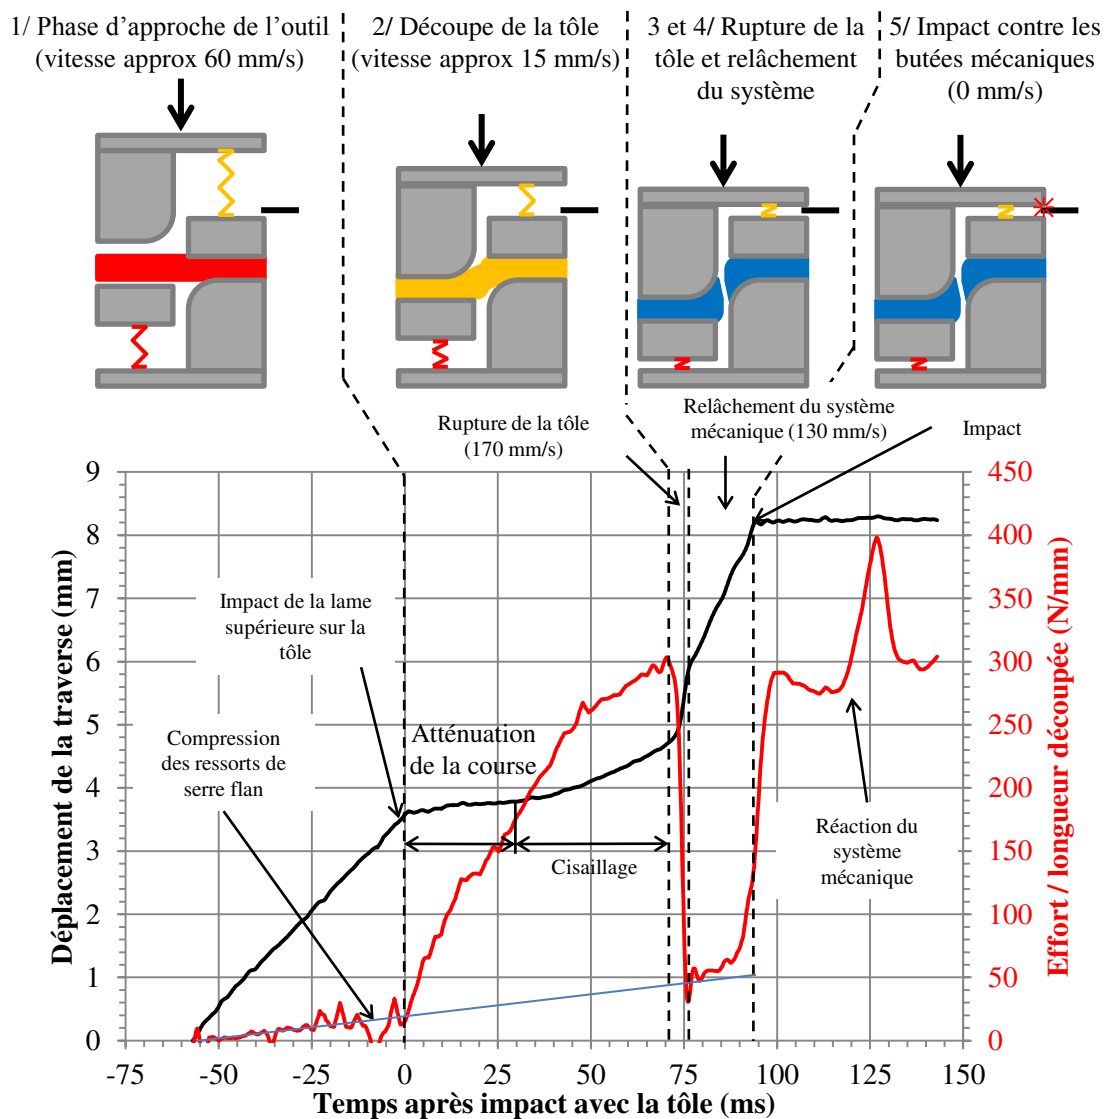 1/ Phase d’approche de l’outil
(vitesse approx 60 mm/s)
2/ Découpe de la tôle
(vitesse approx 15 mm/s)
3 et 4/ Rupture de la
tôle et relâchement
du système
5/ Impact contre les
butées mécaniques
(0 mm/s)
Rupture de la tôle
(170 mm/s)
Relâchement du système
mécanique (130 mm/s)
Impact
Impact de la lame
supérieure sur la
tôle
Compression
des ressorts de
serre flan
Atténuation
de la course
Cisaillage
Réaction du
système
mécanique
Déplacement de la traverse (mm)
9
8
7
6
5
4
3
2
1
0
450
400
350
300
250
200
150
100
50
0
Effort / longueur découpée (N/mm)
-75 -50 -25 0 25 50 75 100 125 150
Temps après impact avec la tôle (ms)